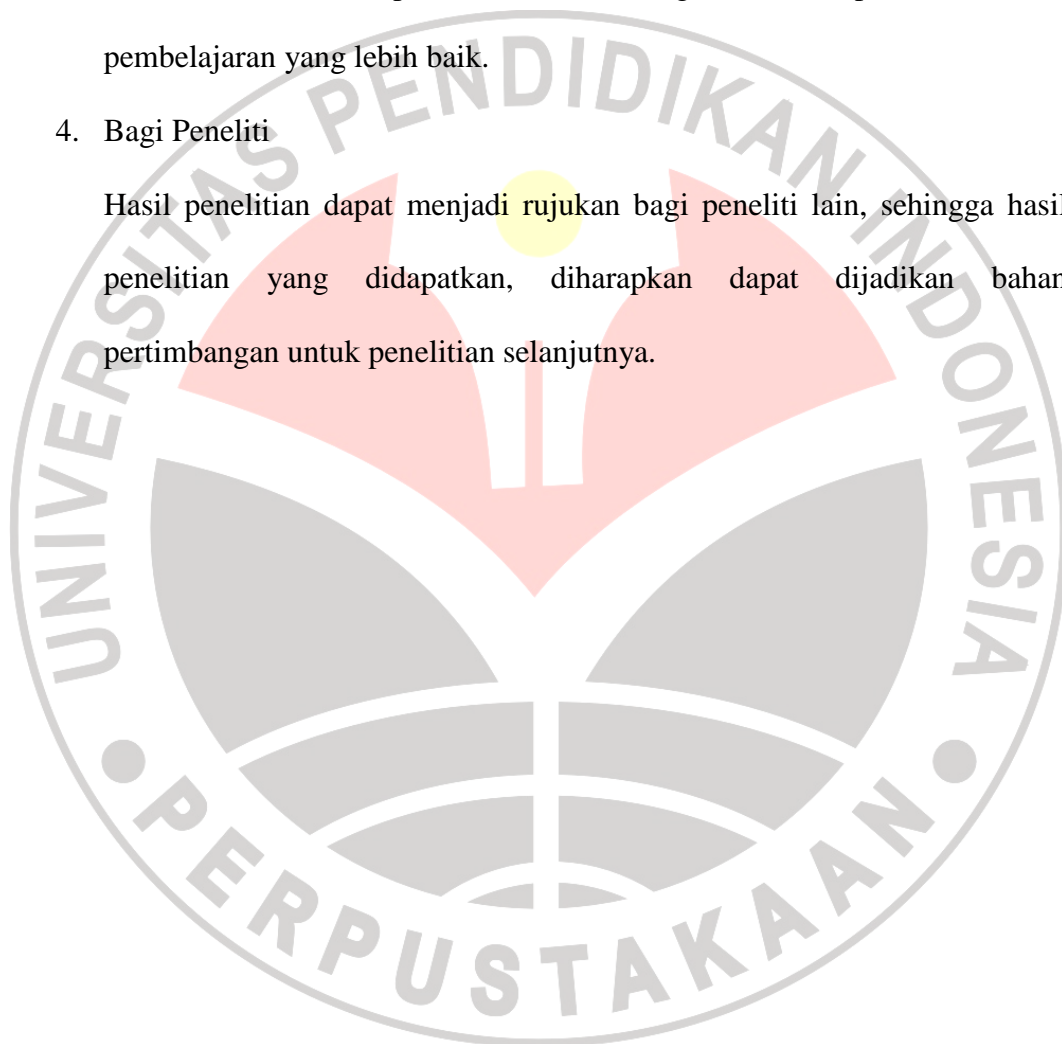 pembelajaran yang lebih baik.
4. Bagi Peneliti
Hasil penelitian dapat menjadi rujukan bagi peneliti lain, sehingga hasil
penelitian yang didapatkan, diharapkan dapat dijadikan bahan
pertimbangan untuk penelitian selanjutnya.
UNIVERSITAS PENDIDIKAN INDONESIA
PERPUSTAKAAN